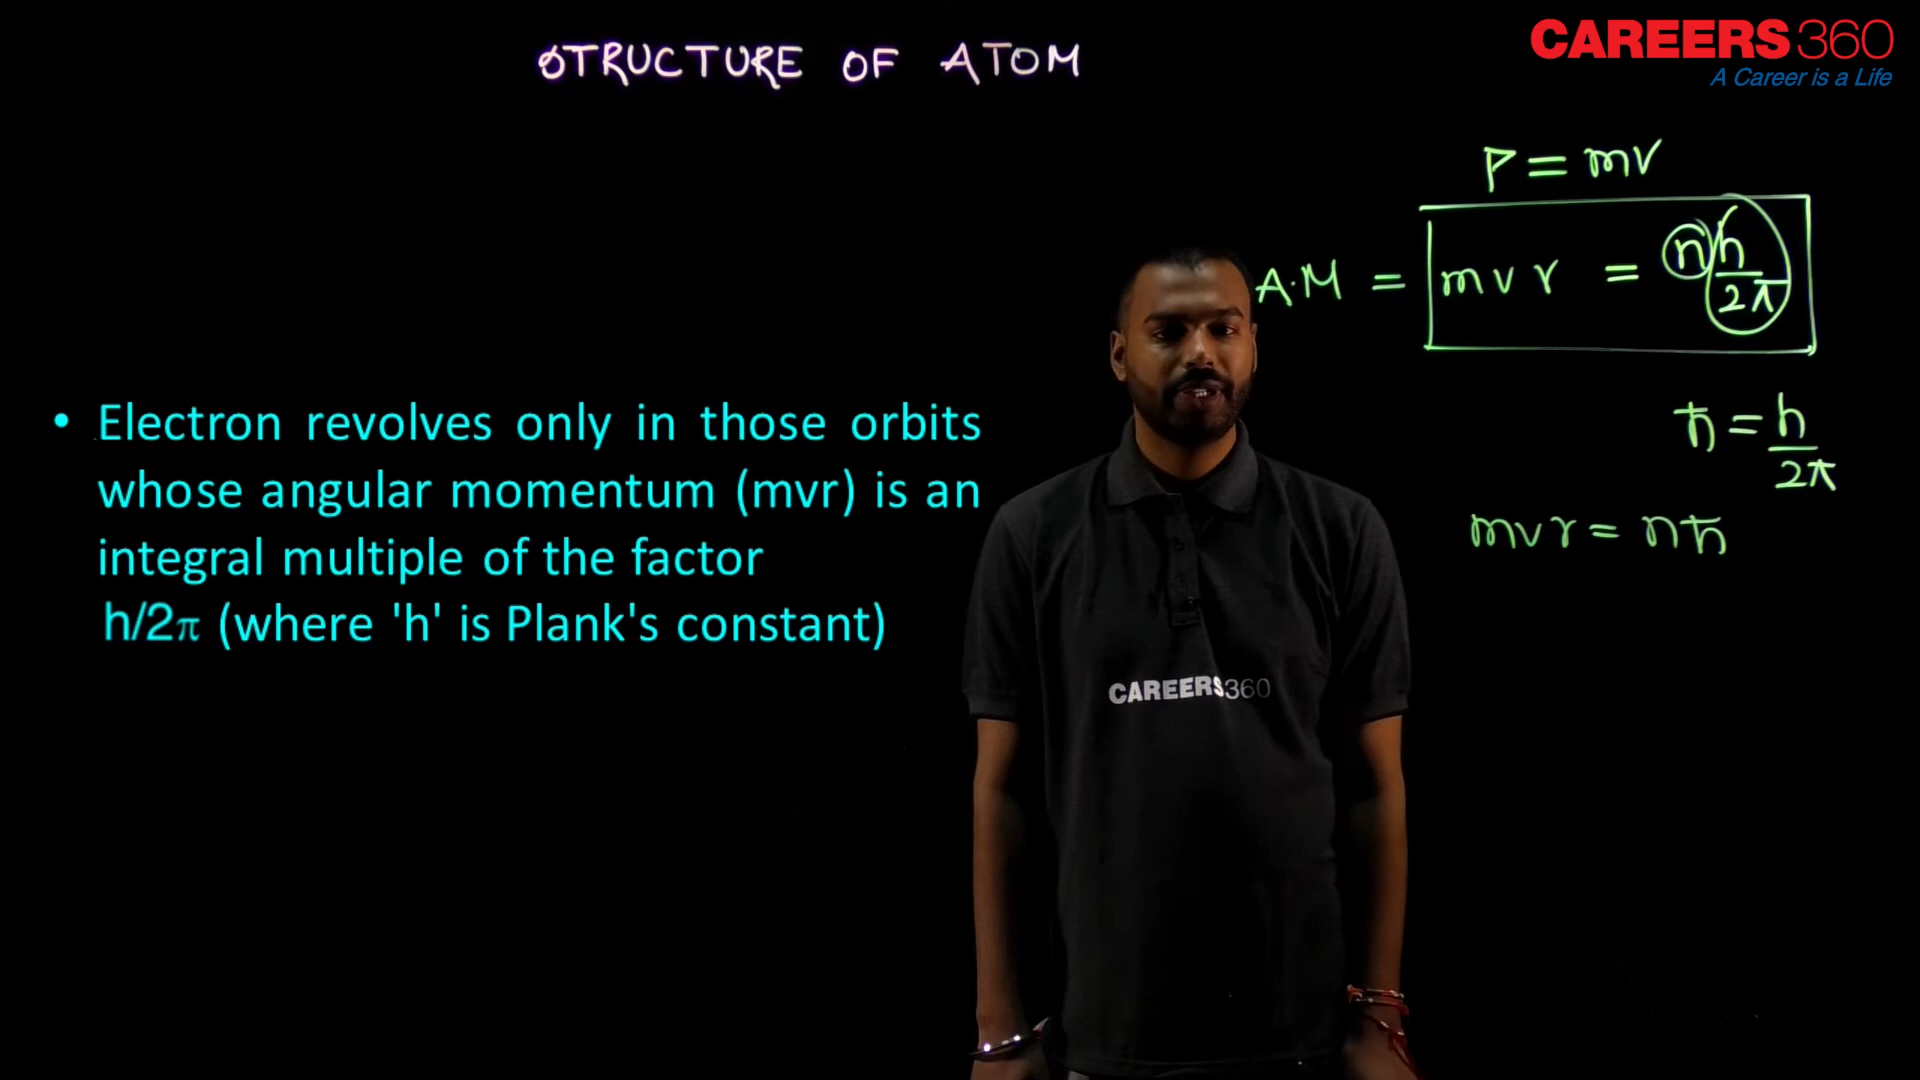 STRUCTURE OF ATOM
CAREERS360
A Career is a Life
P = mv
A.M = mvr = nh/2π
ħ = h/2π
mvr = nħ
• Electron revolves only in those orbits
whose angular momentum (mvr) is an
integral multiple of the factor
h/2π (where 'h' is Plank's constant)
CAREERS360